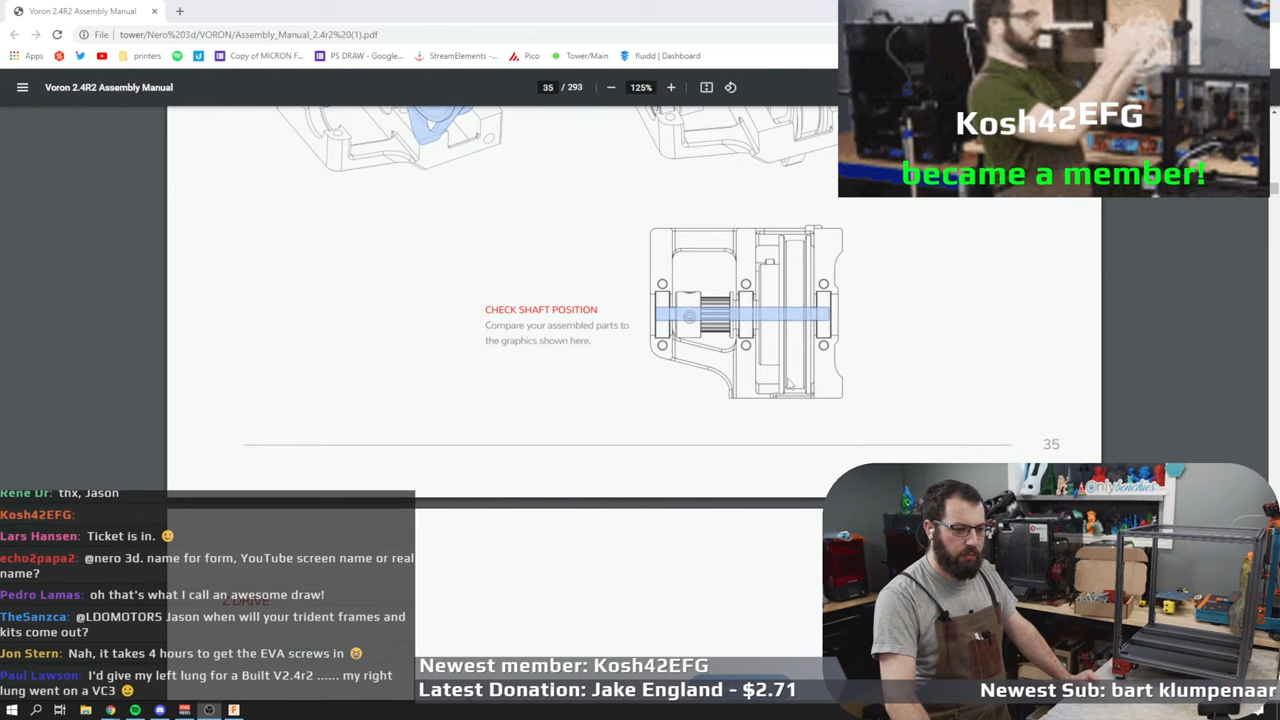 Voron 2.4R2 Assembly Manual
File | tower/Nero%203d/VORON/Assembly_Manual_2.4r2%20(1).pdf
Apps
printers
Copy of MICRON F...
PS DRAW - Google...
StreamElements -...
Pico
Tower/Main
fluidd | Dashboard
Voron 2.4R2 Assembly Manual
35 / 293
125%
Kosh42EFG
became a member!
CHECK SHAFT POSITION
Compare your assembled parts to
the graphics shown here.
35
@onlybenchies
Rene Dr: thx, Jason
Kosh42EFG:
Lars Hansen: Ticket is in.
echo2papa2: @nero 3d. name for form, YouTube screen name or real
name?
Pedro Lamas: oh that's what I call an awesome draw!
Z DRIVE
TheSanzca: @LDOMOTORS Jason when will your trident frames and
kits come out?
Jon Stern: Nah, it takes 4 hours to get the EVA screws in
Paul Lawson: I'd give my left lung for a Built V2.4r2 ...... my right
lung went on a VC3
Newest member: Kosh42EFG
Latest Donation: Jake England - $2.71
Newest Sub: bart klumpenaar